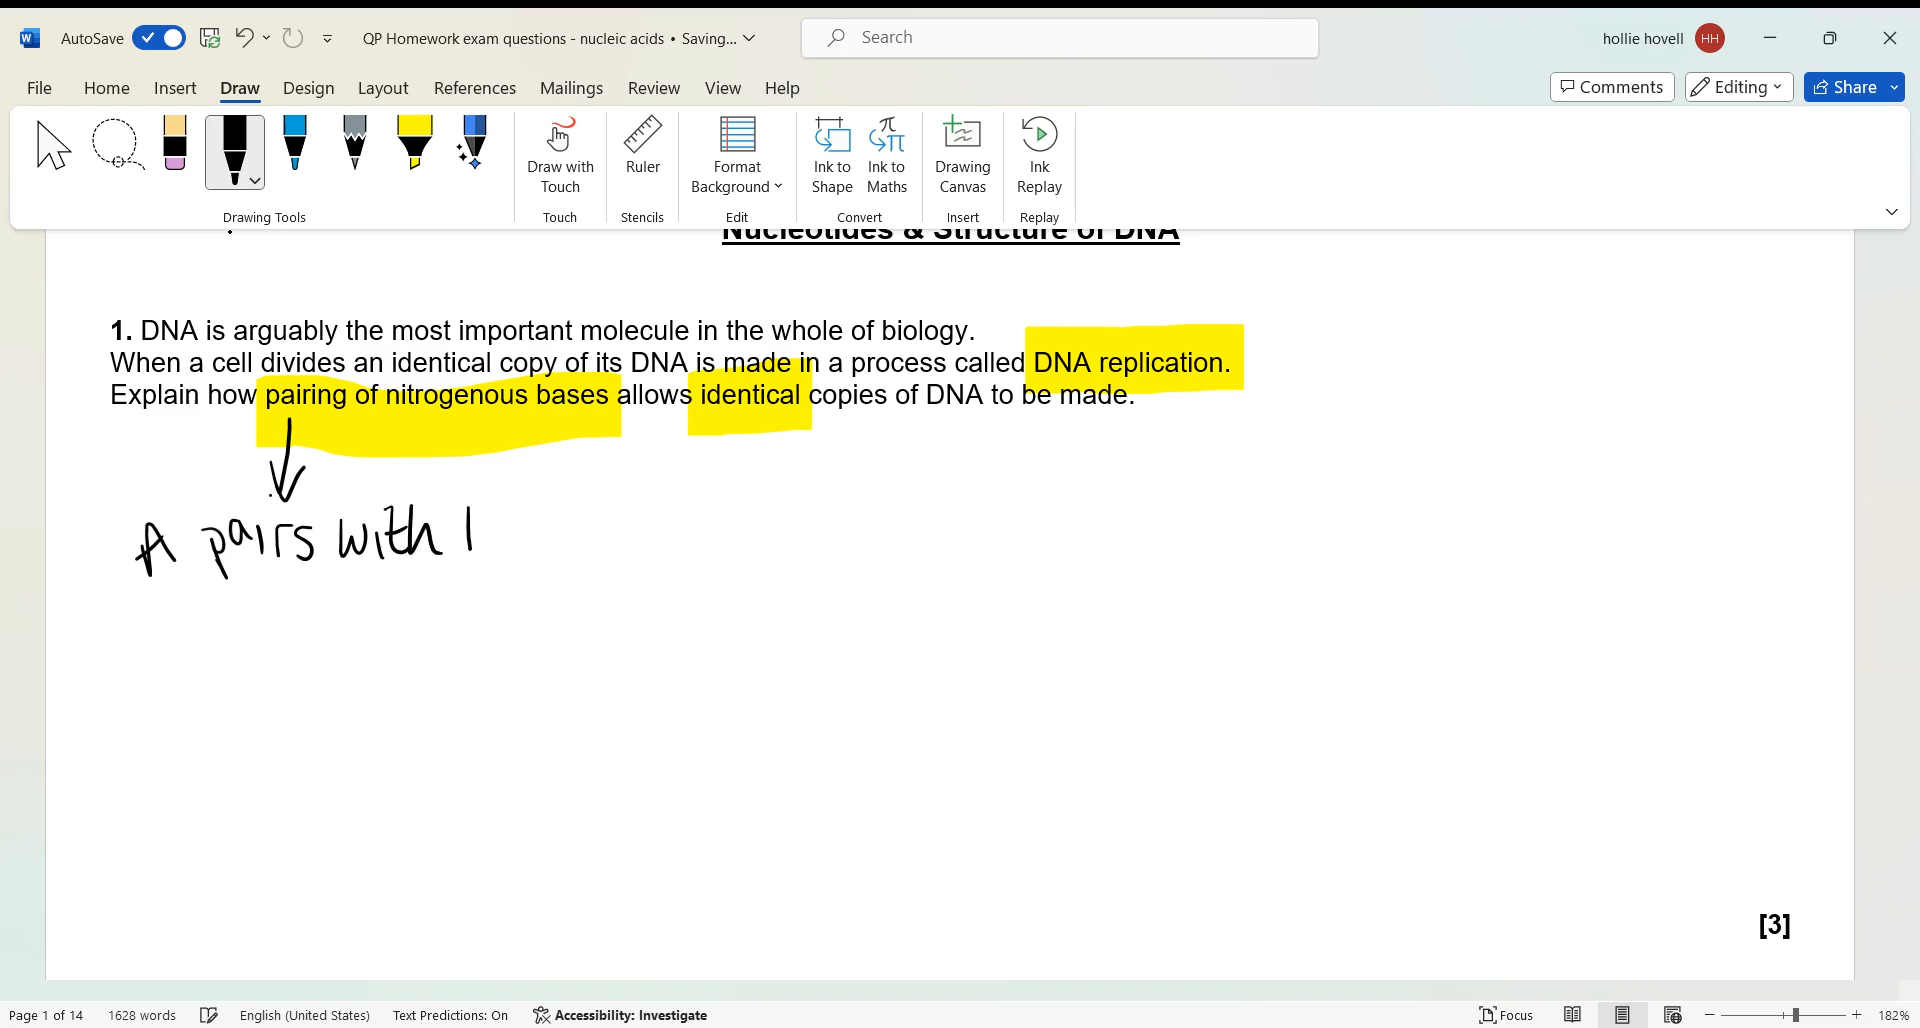 AutoSave
QP Homework exam questions - nucleic acids • Saving...
Search
hollie hovell
HH
File
Home
Insert
Draw
Design
Layout
References
Mailings
Review
View
Help
Comments
Editing
Share
Draw with
Touch
Ruler
Format
Background
Ink to
Shape
Ink to
Maths
Drawing
Canvas
Ink
Replay
Drawing Tools
Touch
Stencils
Edit
Convert
Insert
Replay
Nucleotides & Structure of DNA
1. DNA is arguably the most important molecule in the whole of biology.
When a cell divides an identical copy of its DNA is made in a process called DNA replication.
Explain how pairing of nitrogenous bases allows identical copies of DNA to be made.
A pairs with
[3]
Page 1 of 14
1628 words
English (United States)
Text Predictions: On
Accessibility: Investigate
Focus
182%